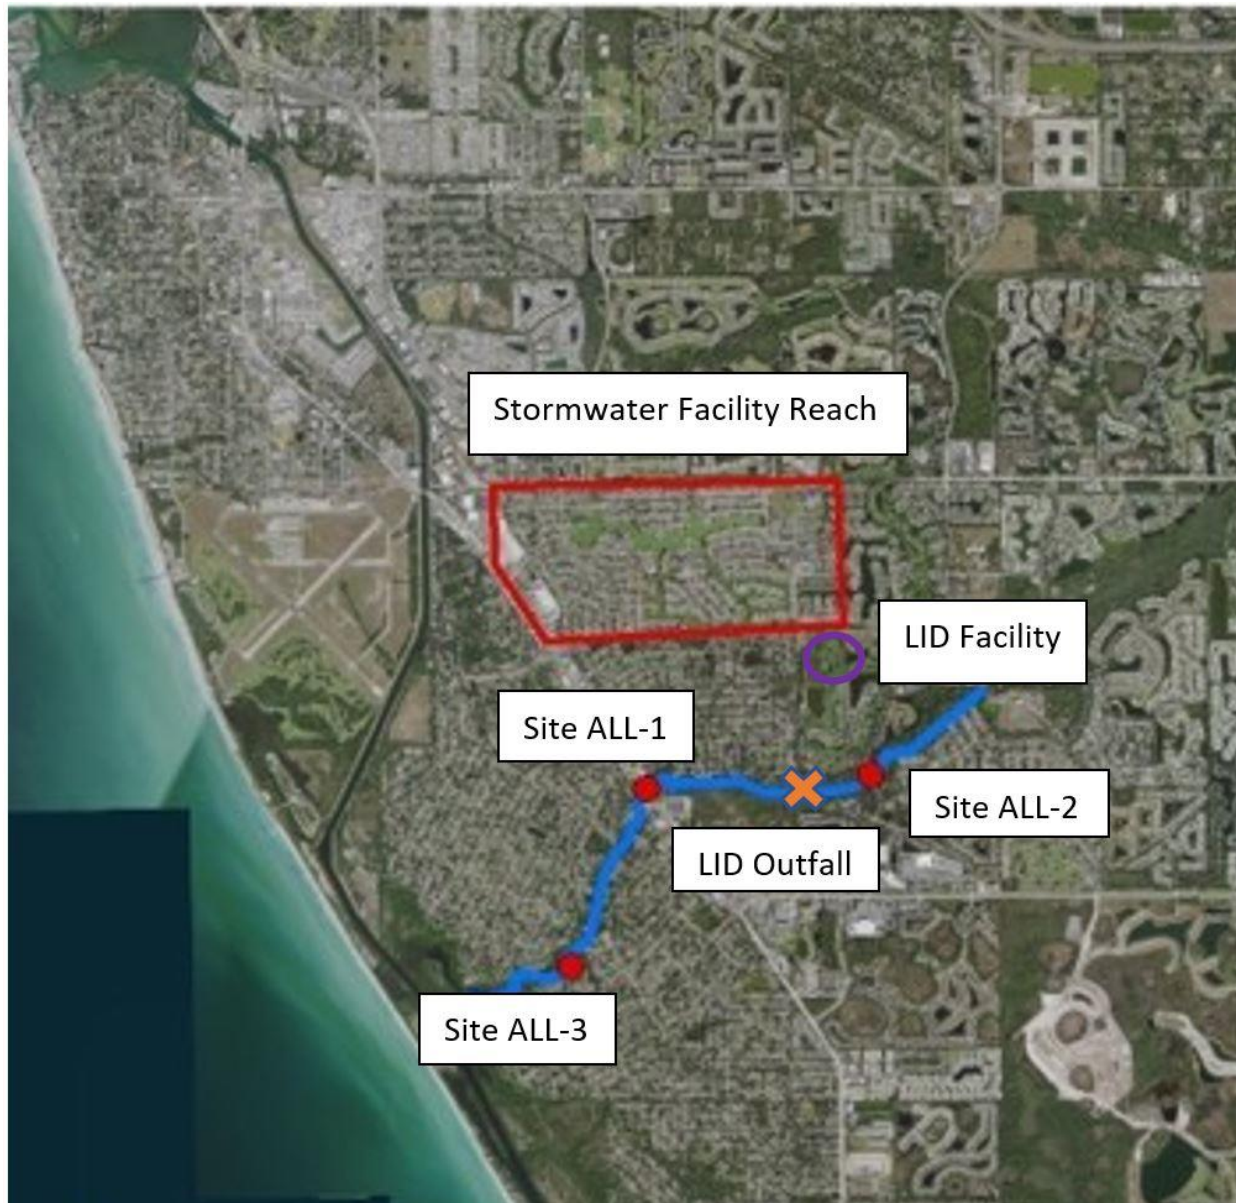 Stormwater Facility Reach
LID Facility
Site ALL-1
Site ALL-2
LID Outfall
Site ALL-3